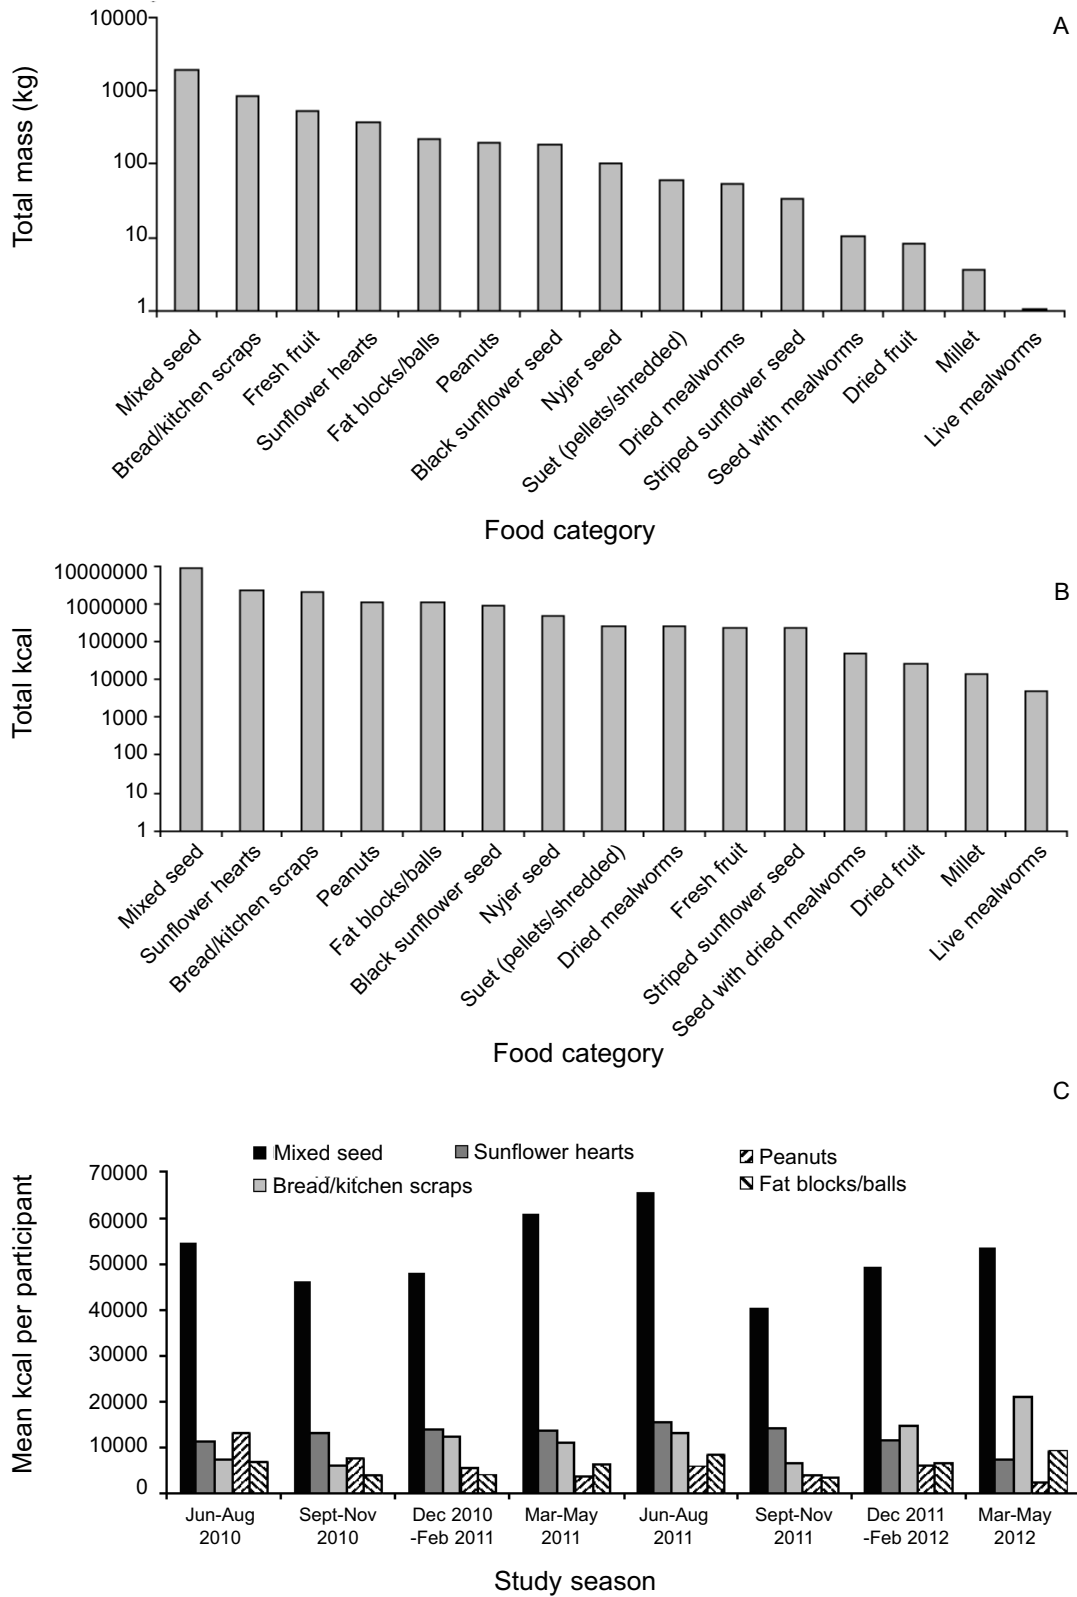 A
Total mass (kg)
10000
1000
100
10
1
Mixed seed
Bread/kitchen scraps
Fresh fruit
Sunflower hearts
Fat blocks/balls
Peanuts
Black sunflower seed
Nyjer seed
Suet (pellets/shredded)
Dried mealworms
Striped sunflower seed
Seed with mealworms
Dried fruit
Millet
Live mealworms
Food category
B
Total kcal
10000000
1000000
100000
10000
1000
100
10
1
Mixed seed
Sunflower hearts
Bread/kitchen scraps
Peanuts
Fat blocks/balls
Black sunflower seed
Nyjer seed
Suet (pellets/shredded)
Dried mealworms
Fresh fruit
Striped sunflower seed
Seed with dried mealworms
Dried fruit
Millet
Live mealworms
Food category
C
Mixed seed
Sunflower hearts
Peanuts
Bread/kitchen scraps
Fat blocks/balls
Mean kcal per participant
70000
60000
50000
40000
30000
20000
10000
0
Jun-Aug
2010
Sept-Nov
2010
Dec 2010
-Feb 2011
Mar-May
2011
Jun-Aug
2011
Sept-Nov
2011
Dec 2011
-Feb 2012
Mar-May
2012
Study season